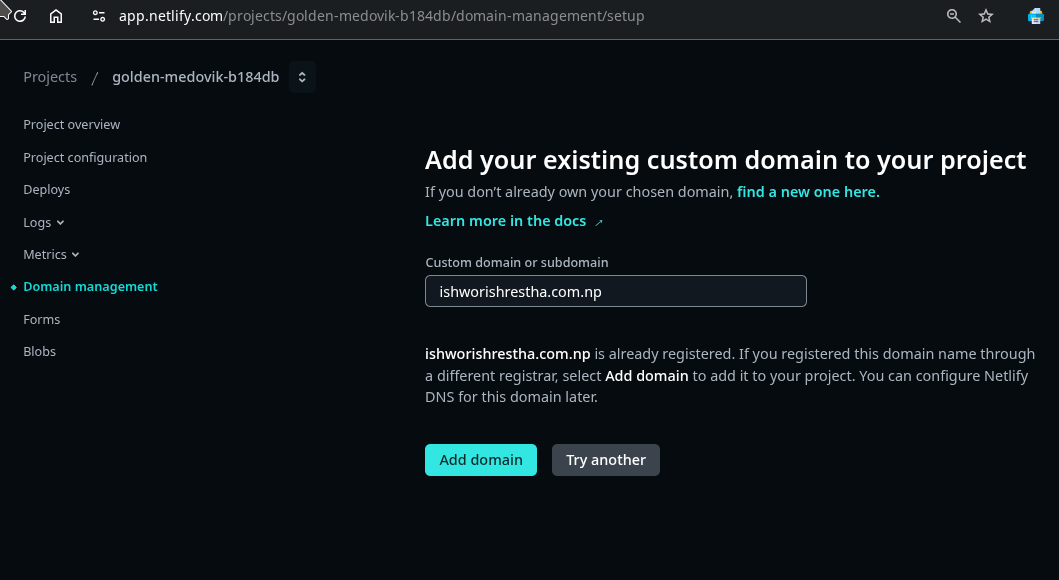 app.netlify.com/projects/golden-medovik-b184db/domain-management/setup
Projects / golden-medovik-b184db
Project overview
Project configuration
Deploys
Logs
Metrics
Domain management
Forms
Blobs
Add your existing custom domain to your project
If you don’t already own your chosen domain, find a new one here.
Learn more in the docs ↗
Custom domain or subdomain
ishworishrestha.com.np
ishworishrestha.com.np is already registered. If you registered this domain name through
a different registrar, select Add domain to add it to your project. You can configure Netlify
DNS for this domain later.
Add domain Try another